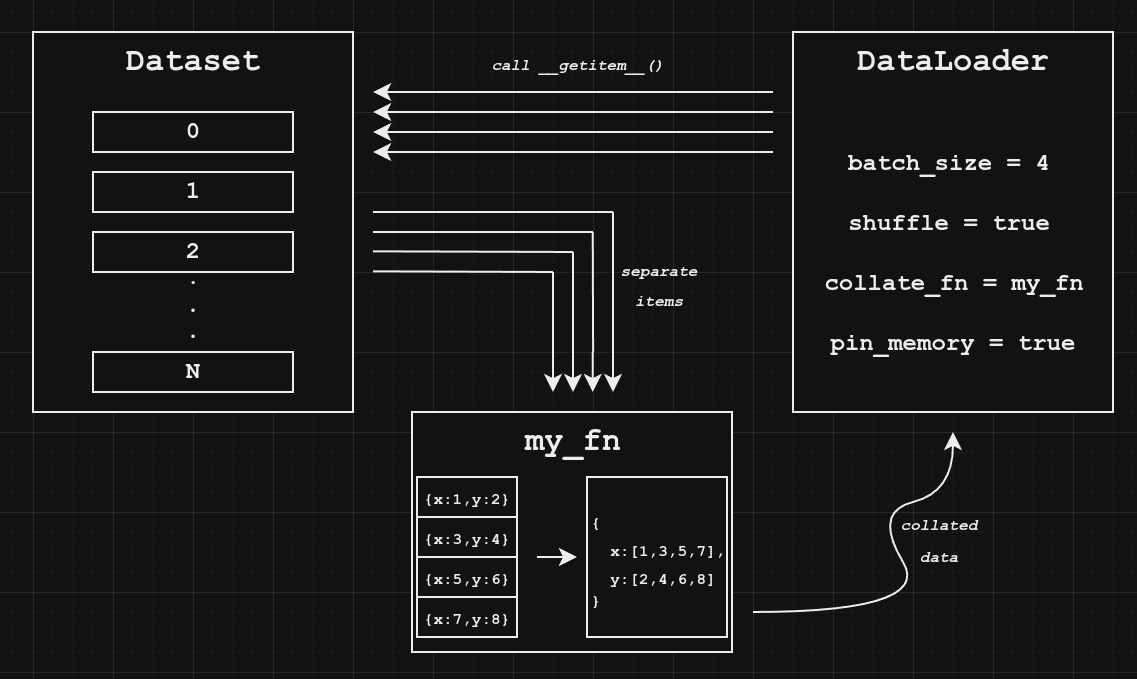 Dataset
0
1
2
.
.
.
N
call __getitem__()
separate
items
DataLoader
batch_size = 4
shuffle = true
collate_fn = my_fn
pin_memory = true
my_fn
{x:1,y:2}
{x:3,y:4}
{x:5,y:6}
{x:7,y:8}
{
x:[1,3,5,7],
y:[2,4,6,8]
}
collated
data